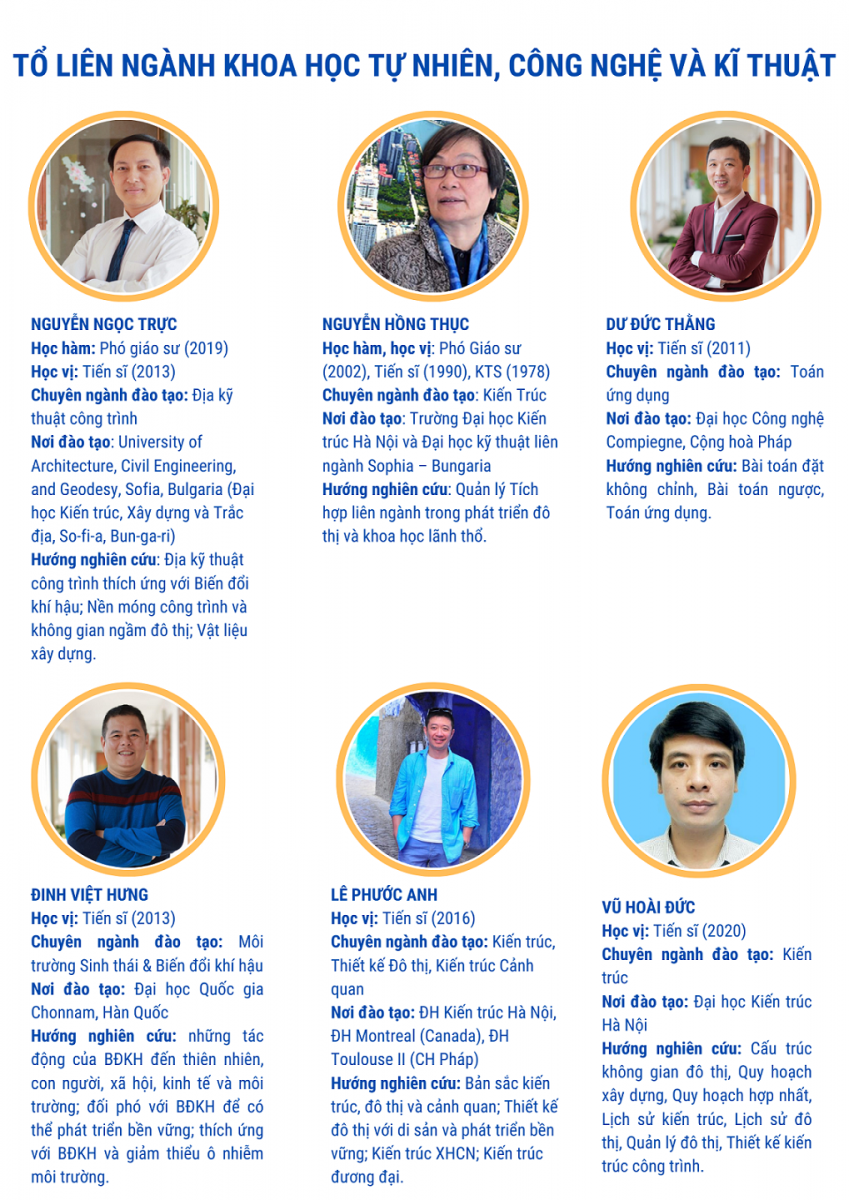 TỔ LIÊN NGÀNH KHOA HỌC TỰ NHIÊN, CÔNG NGHỆ VÀ KĨ THUẬT
NGUYỄN NGỌC TRỰC
Học hàm: Phó giáo sư (2019)
Học vị: Tiến sĩ (2013)
Chuyên ngành đào tạo: Địa kỹ
thuật công trình
Nơi đào tạo: University of
Architecture, Civil Engineering,
and Geodesy, Sofia, Bulgaria (Đại
học Kiến trúc, Xây dựng và Trắc
địa, So-fi-a, Bun-ga-ri)
Hướng nghiên cứu: Địa kỹ thuật
công trình thích ứng với Biến đổi
khí hậu; Nền móng công trình và
không gian ngầm đô thị; Vật liệu
xây dựng.
NGUYỄN HỒNG THỤC
Học hàm, học vị: Phó Giáo sư
(2002), Tiến sĩ (1990), KTS (1978)
Chuyên ngành đào tạo: Kiến Trúc
Nơi đào tạo: Trường Đại học Kiến
trúc Hà Nội và Đại học kỹ thuật liên
ngành Sophia – Bungaria
Hướng nghiên cứu: Quản lý Tích
hợp liên ngành trong phát triển đô
thị và khoa học lãnh thổ.
DƯ ĐỨC THẮNG
Học vị: Tiến sĩ (2011)
Chuyên ngành đào tạo: Toán
ứng dụng
Nơi đào tạo: Đại học Công nghệ
Compiegne, Cộng hoà Pháp
Hướng nghiên cứu: Bài toán đặt
không chỉnh, Bài toán ngược,
Toán ứng dụng.
ĐINH VIỆT HƯNG
Học vị: Tiến sĩ (2013)
Chuyên ngành đào tạo: Môi
trường Sinh thái & Biến đổi khí hậu
Nơi đào tạo: Đại học Quốc gia
Chonnam, Hàn Quốc
Hướng nghiên cứu: những tác
động của BĐKH đến thiên nhiên,
con người, xã hội, kinh tế và môi
trường; đối phó với BĐKH để có
thể phát triển bền vững; thích ứng
với BĐKH và giảm thiểu ô nhiễm
môi trường.
LÊ PHƯỚC ANH
Học vị: Tiến sĩ (2016)
Chuyên ngành đào tạo: Kiến trúc,
Thiết kế Đô thị, Kiến trúc Cảnh
quan
Nơi đào tạo: ĐH Kiến trúc Hà Nội,
ĐH Montreal (Canada), ĐH
Toulouse II (CH Pháp)
Hướng nghiên cứu: Bản sắc kiến
trúc, đô thị và cảnh quan; Thiết kế
đô thị với di sản và phát triển bền
vững; Kiến trúc XHCN; Kiến trúc
đương đại.
VŨ HOÀI ĐỨC
Học vị: Tiến sĩ (2020)
Chuyên ngành đào tạo: Kiến
trúc
Nơi đào tạo: Đại học Kiến trúc
Hà Nội
Hướng nghiên cứu: Cấu trúc
không gian đô thị, Quy hoạch
xây dựng, Quy hoạch hợp nhất,
Lịch sử kiến trúc, Lịch sử đô
thị, Quản lý đô thị, Thiết kế kiến
trúc công trình.